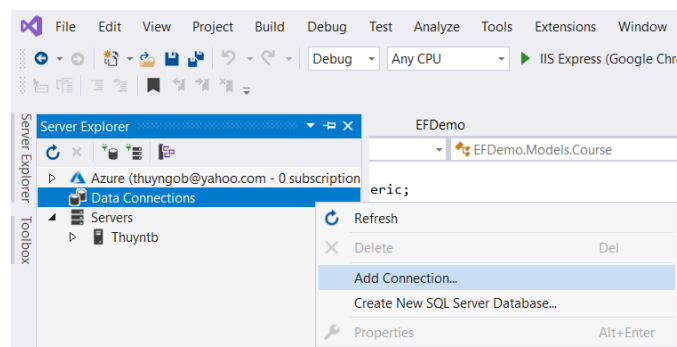 File Edit View Project Build Debug Test Analyze Tools Extensions Window
Debug Any CPU IIS Express (Google Chr
Server Explorer
Toolbox
Server Explorer
EFDemo
EFDemo.Models.Course
Azure (thuyngob@yahoo.com - 0 subscription
eric;
Data Connections
Servers
Thuyntb
Refresh
Delete Del
Add Connection...
Create New SQL Server Database...
Properties Alt+Enter